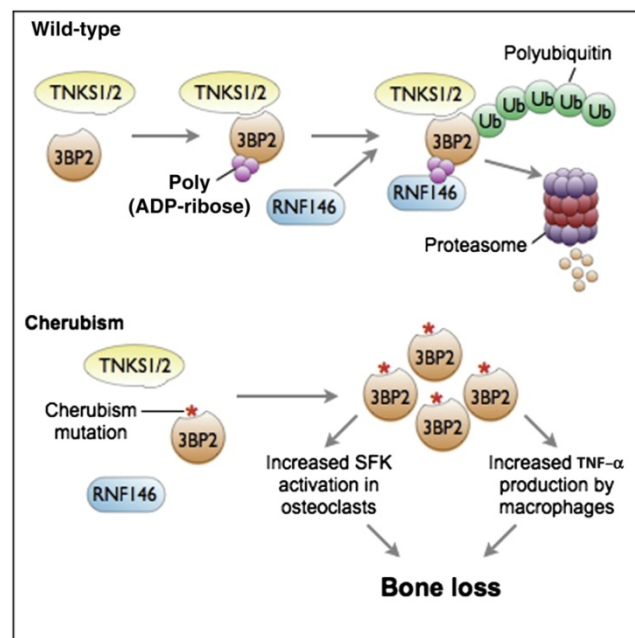 Wild-type
Polyubiquitin
TNKS1/2
TNKS1/2
TNKS1/2
Ub
Ub
Ub
Ub
Ub
3BP2
3BP2
3BP2
Poly
(ADP-ribose)
RNF146
RNF146
Proteasome
Cherubism
TNKS1/2
*
Cherubism
mutation
3BP2
RNF146
*
3BP2
*
3BP2
*
3BP2
*
3BP2
Increased SFK
activation in
osteoclasts
Increased TNF-α
production by
macrophages
Bone loss